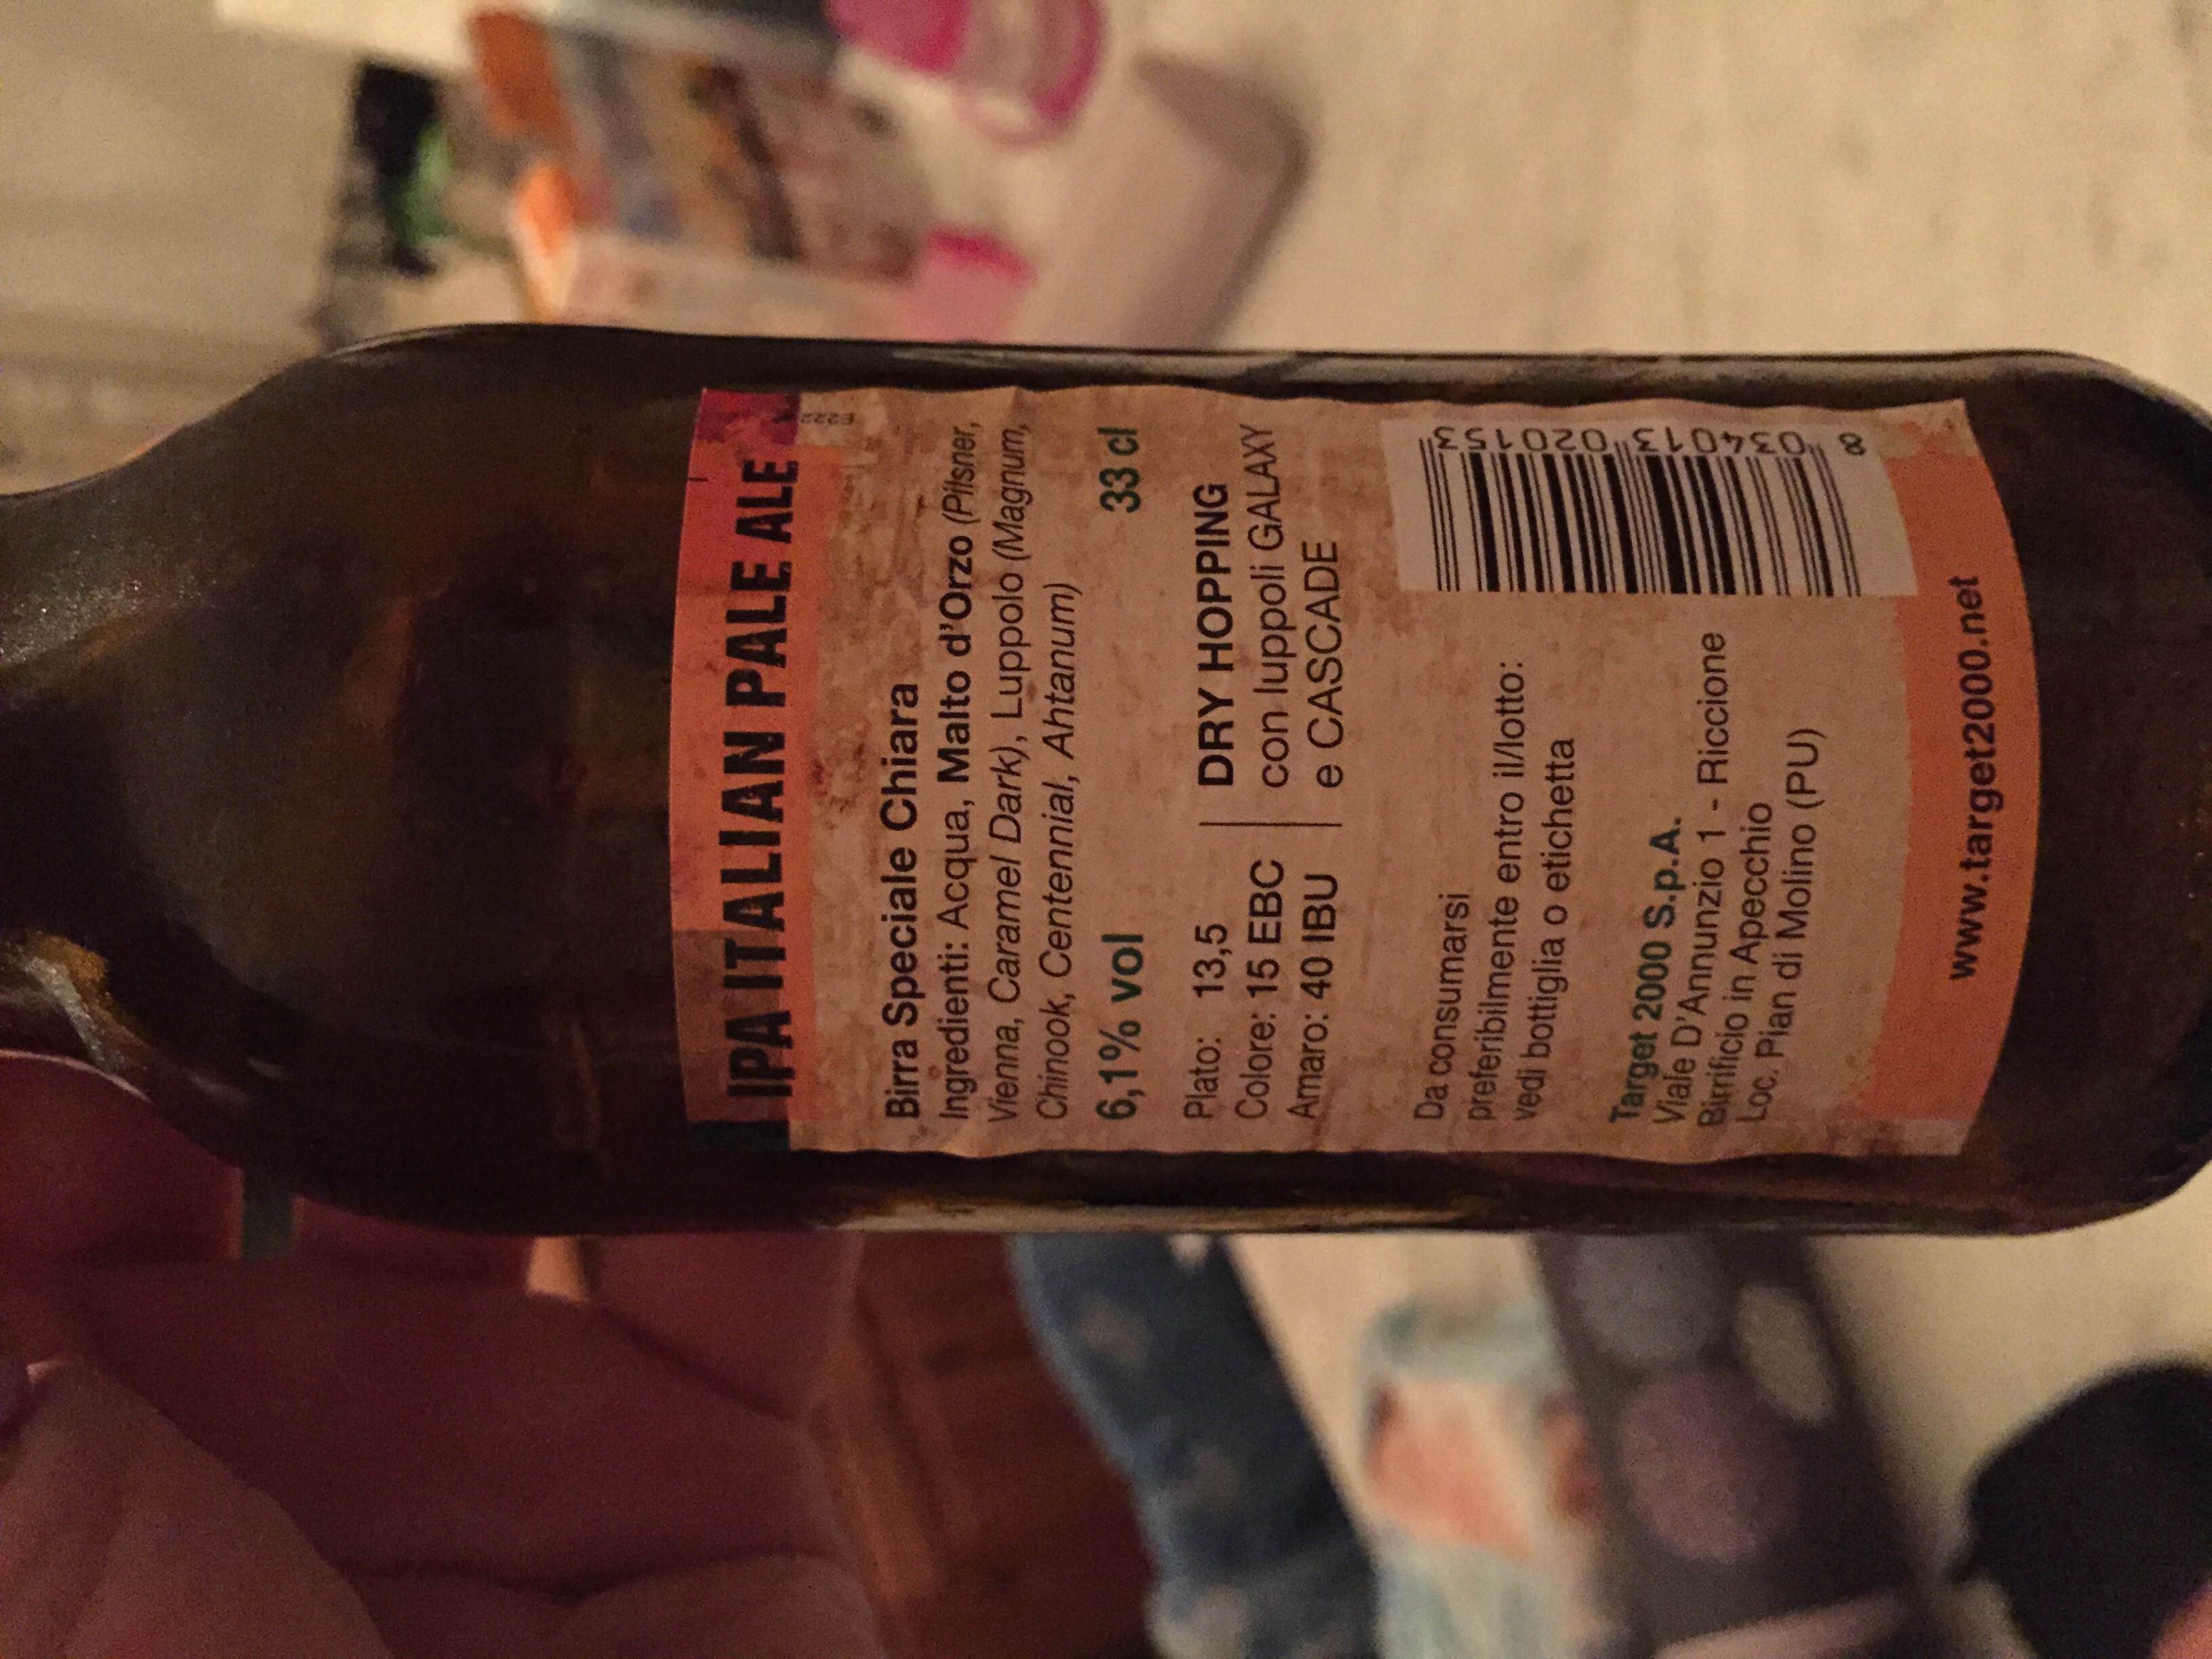 IPA ITALIAN PALE ALE
Birra Speciale Chiara
Ingredienti: Acqua, Malto d'Orzo (Pilsner,
Vienna, Caramel Dark), Luppolo (Magnum,
Chinook, Centennial, Ahtanum)
6,1% vol 33 cl
Plato: 13,5
Colore: 15 EBC
Amaro: 40 IBU
DRY HOPPING
con luppoli GALAXY
e CASCADE
Da consumarsi
preferibilmente entro il/lotto:
vedi bottiglia o etichetta
Target 2000 S.p.A.
Viale D'Annunzio 1 - Riccione
Birrificio in Apecchio
Loc. Pian di Molino (PU)
8 034013 020153
www.target2000.net